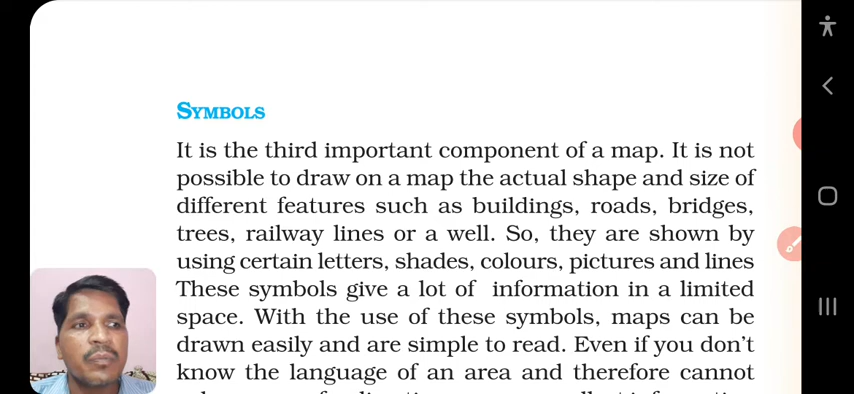 SYMBOLS
It is the third important component of a map. It is not
possible to draw on a map the actual shape and size of
different features such as buildings, roads, bridges,
trees, railway lines or a well. So, they are shown by
using certain letters, shades, colours, pictures and lines
These symbols give a lot of information in a limited
space. With the use of these symbols, maps can be
drawn easily and are simple to read. Even if you don't
know the language of an area and therefore cannot